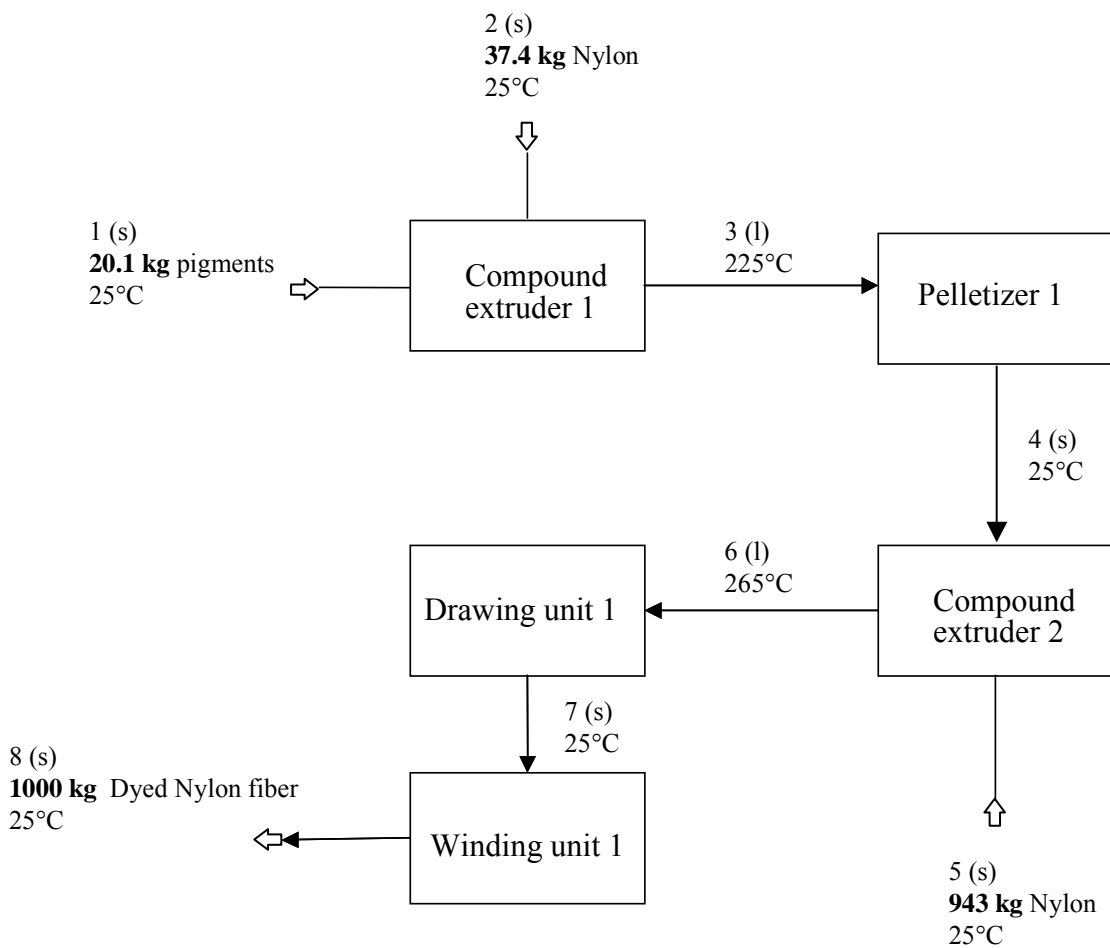 2 (s)
37.4 kg Nylon
25°C
1 (s)
20.1 kg pigments
25°C
Compound
extruder 1
3 (l)
225°C
Pelletizer 1
4 (s)
25°C
Drawing unit 1
6 (l)
265°C
Compound
extruder 2
7 (s)
25°C
8 (s)
1000 kg  Dyed Nylon fiber
25°C
Winding unit 1
5 (s)
943 kg Nylon
25°C